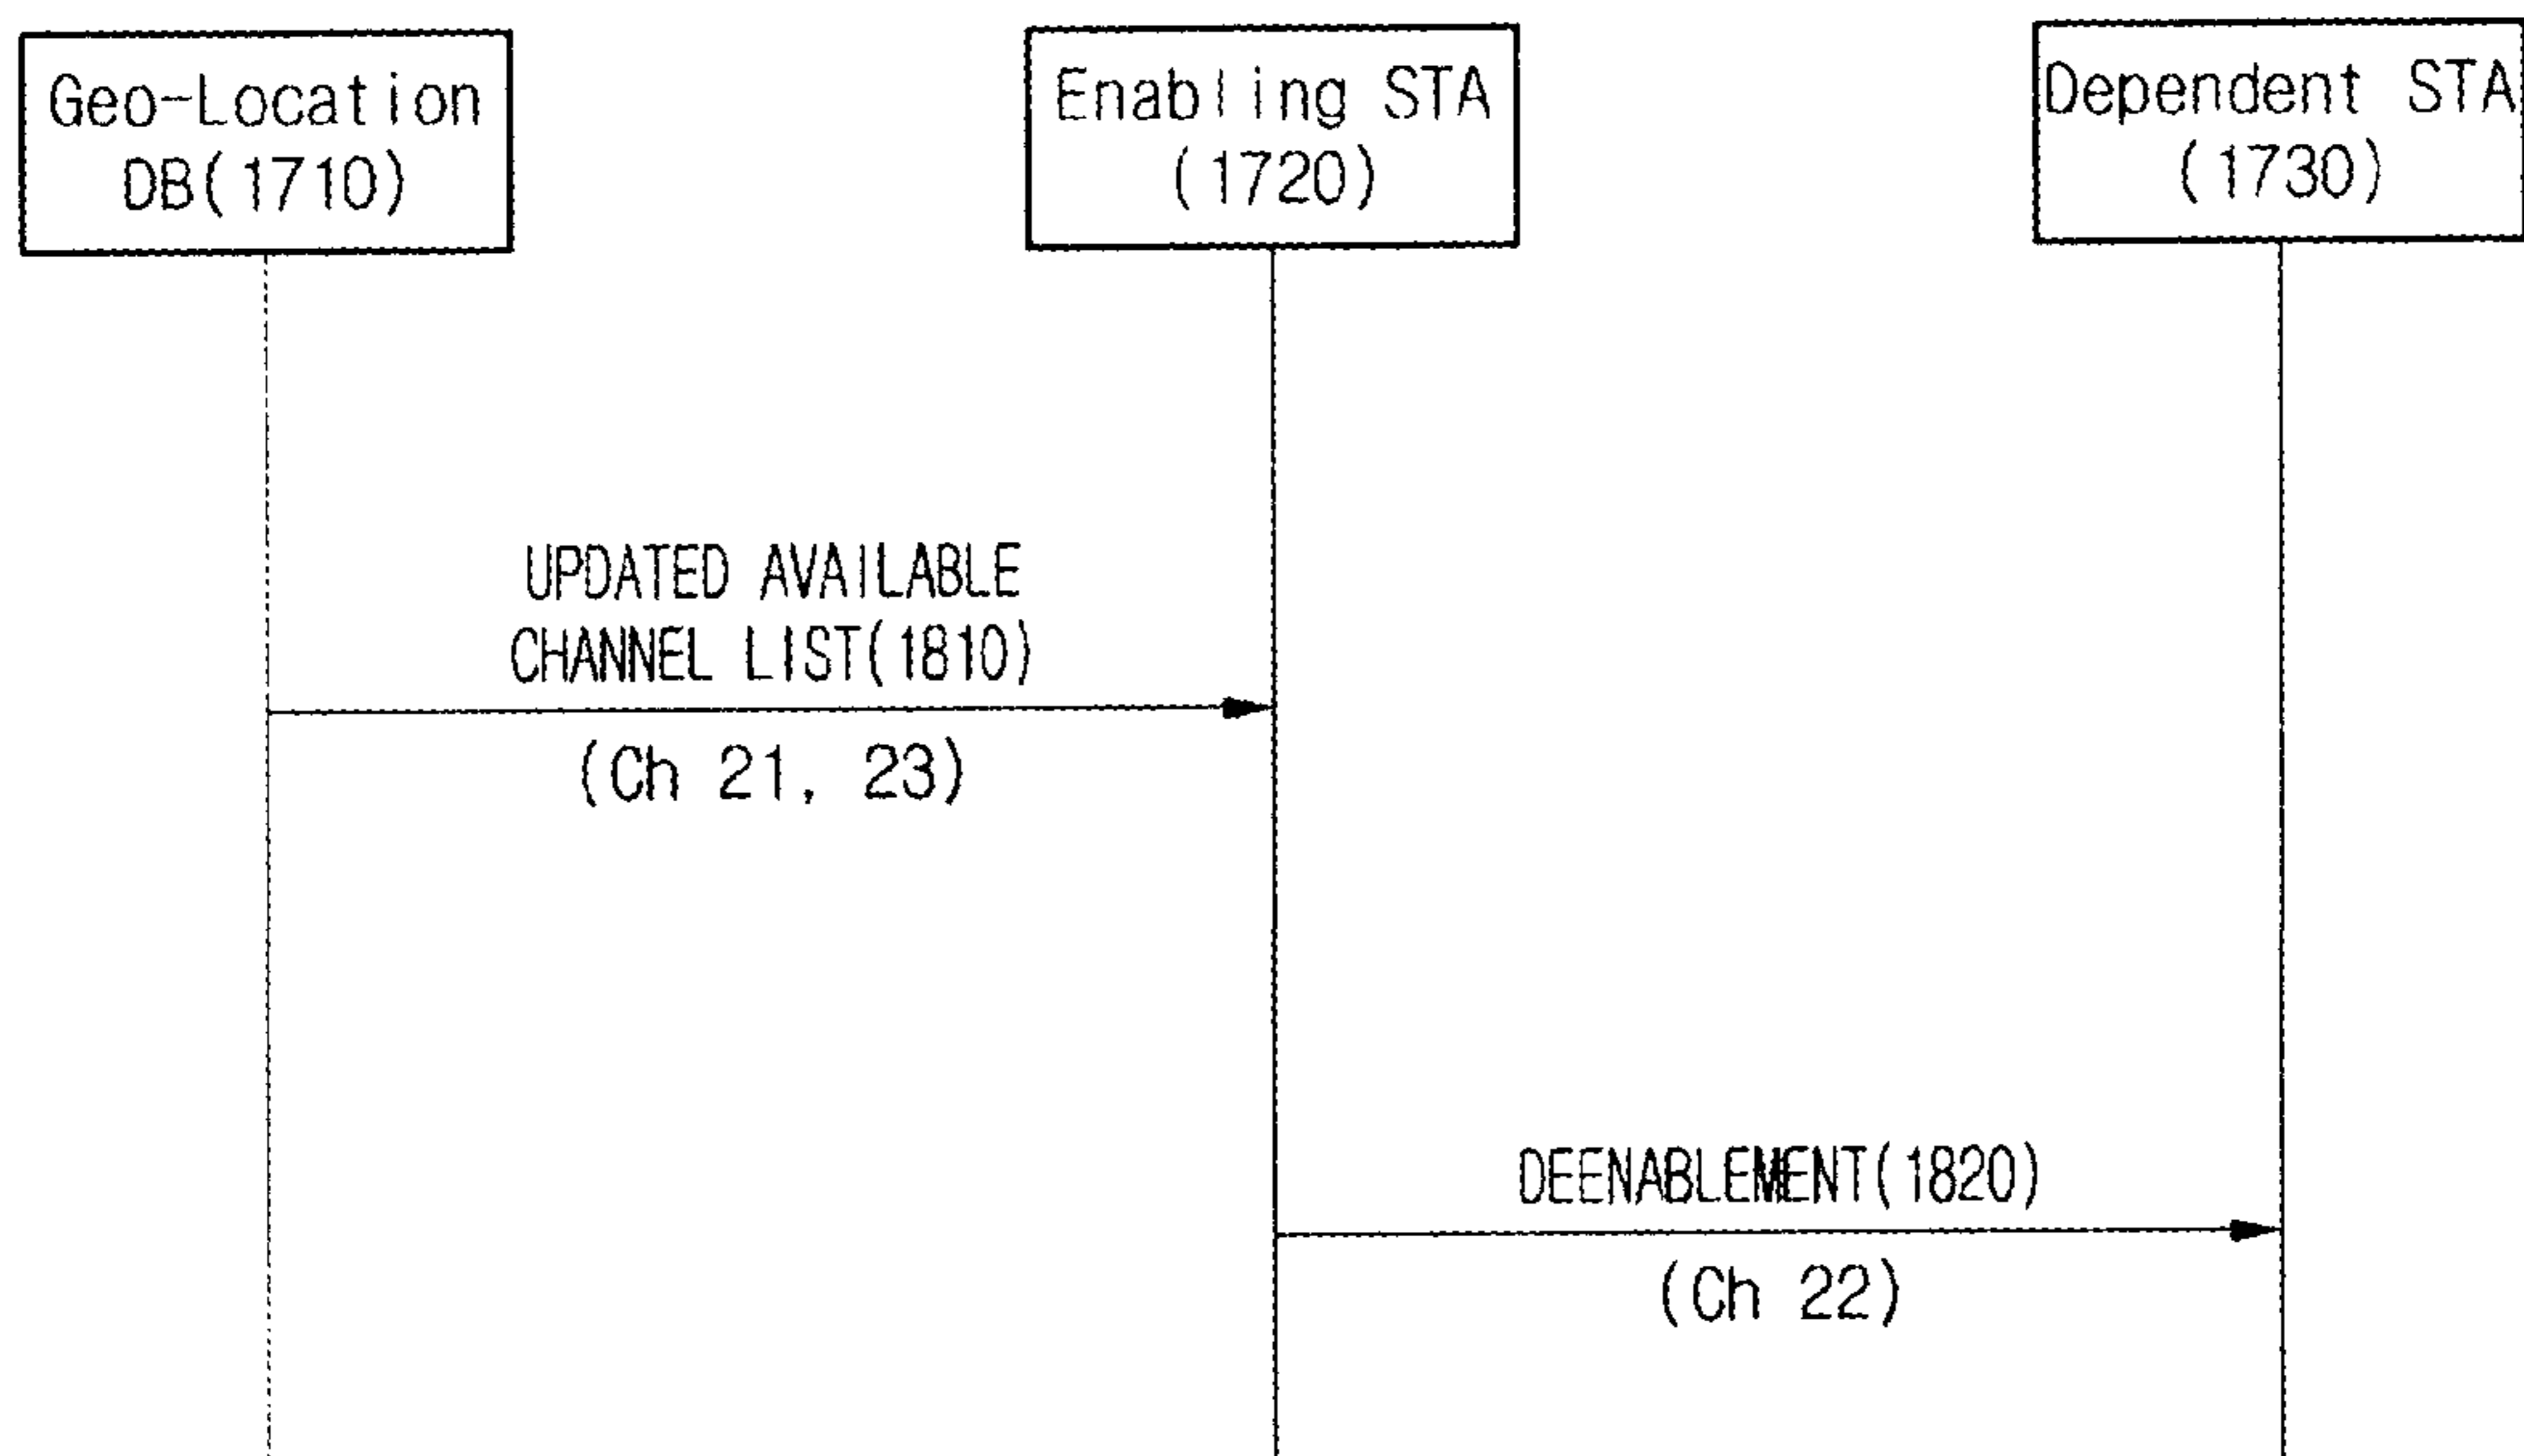 Geo-Location
DB(1710)
Enabling STA
(1720)
Dependent STA
(1730)
UPDATED AVAILABLE
CHANNEL LIST(1810)
(Ch 21, 23)
DEENABLEMENT(1820)
(Ch 22)